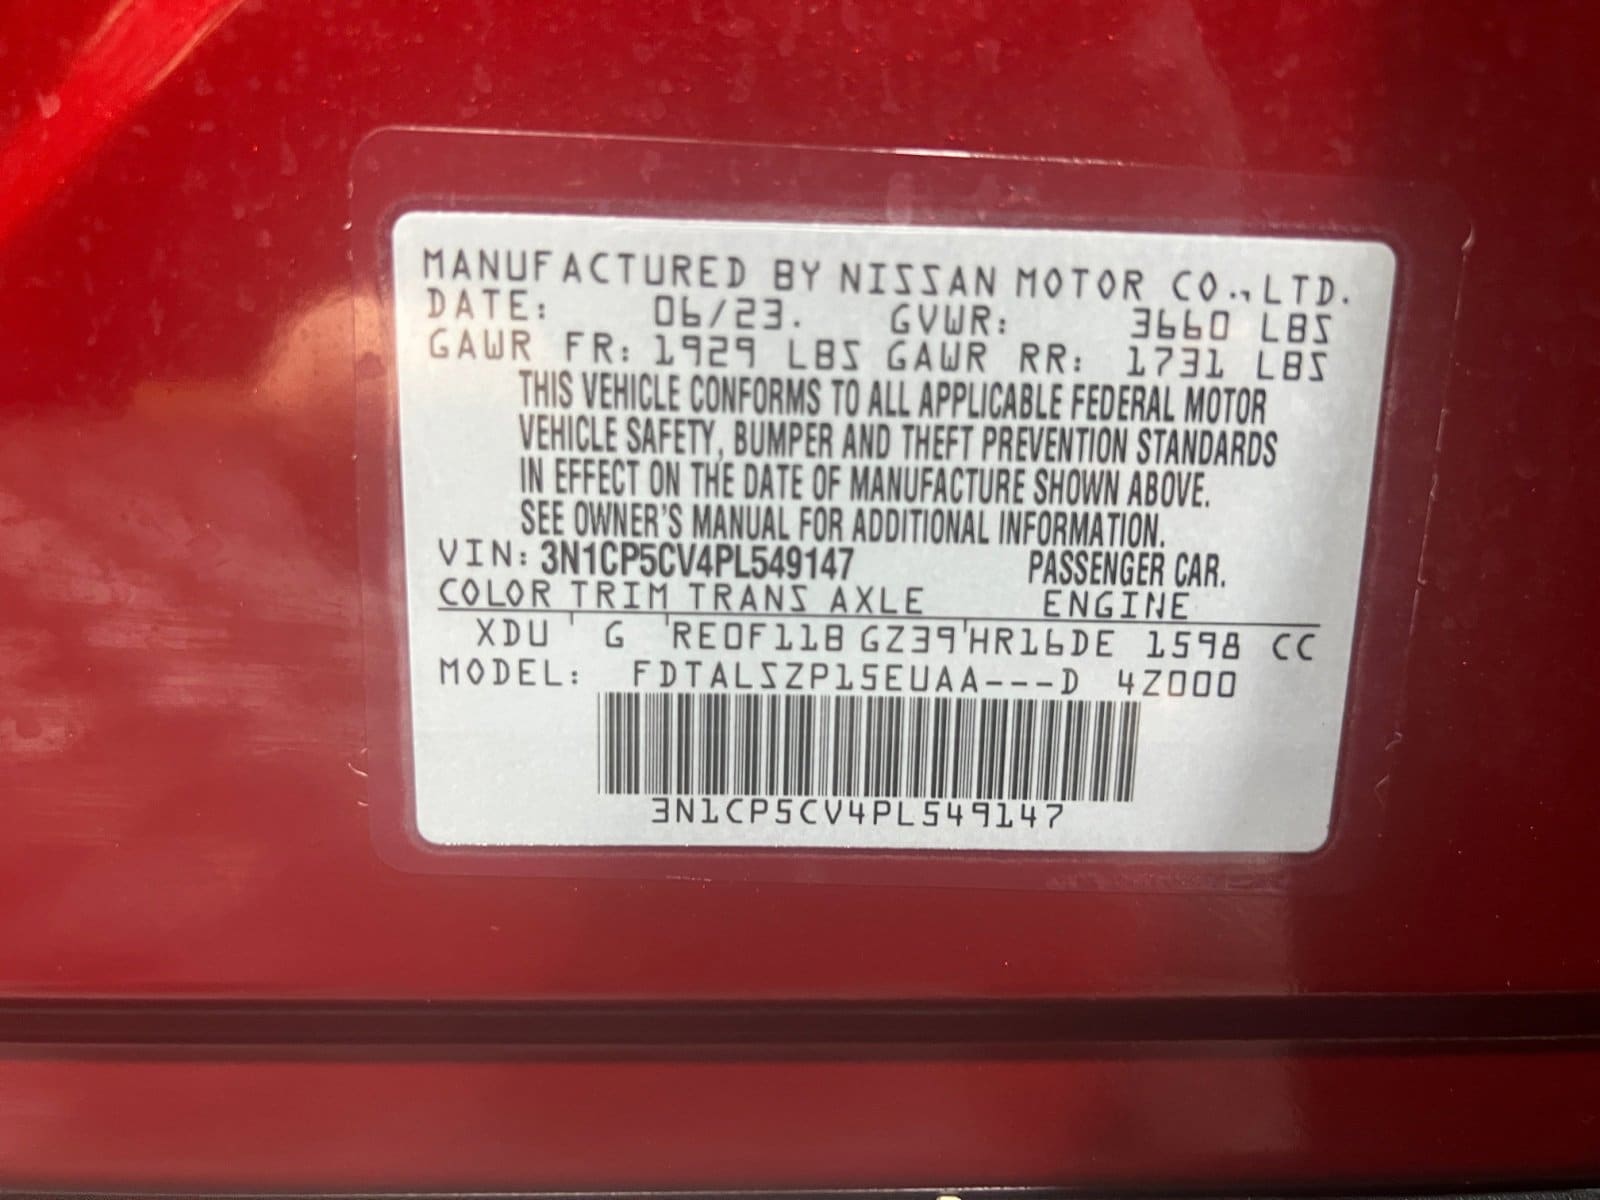 MANUFACTURED BY NISSAN MOTOR CO.,LTD.
DATE: 06/23. GVWR: 3660 LBS
GAWR FR: 1929 LBS GAWR RR: 1731 LBS
THIS VEHICLE CONFORMS TO ALL APPLICABLE FEDERAL MOTOR
VEHICLE SAFETY, BUMPER AND THEFT PREVENTION STANDARDS
IN EFFECT ON THE DATE OF MANUFACTURE SHOWN ABOVE.
SEE OWNER'S MANUAL FOR ADDITIONAL INFORMATION.
VIN: 3N1CP5CV4PL549147 PASSENGER CAR.
COLOR TRIM TRANS AXLE ENGINE
XDU G RE0F11B GZ39 HR16DE 1598 CC
MODEL: FDTALSZP15EUAA---D 4Z000
3N1CP5CV4PL549147